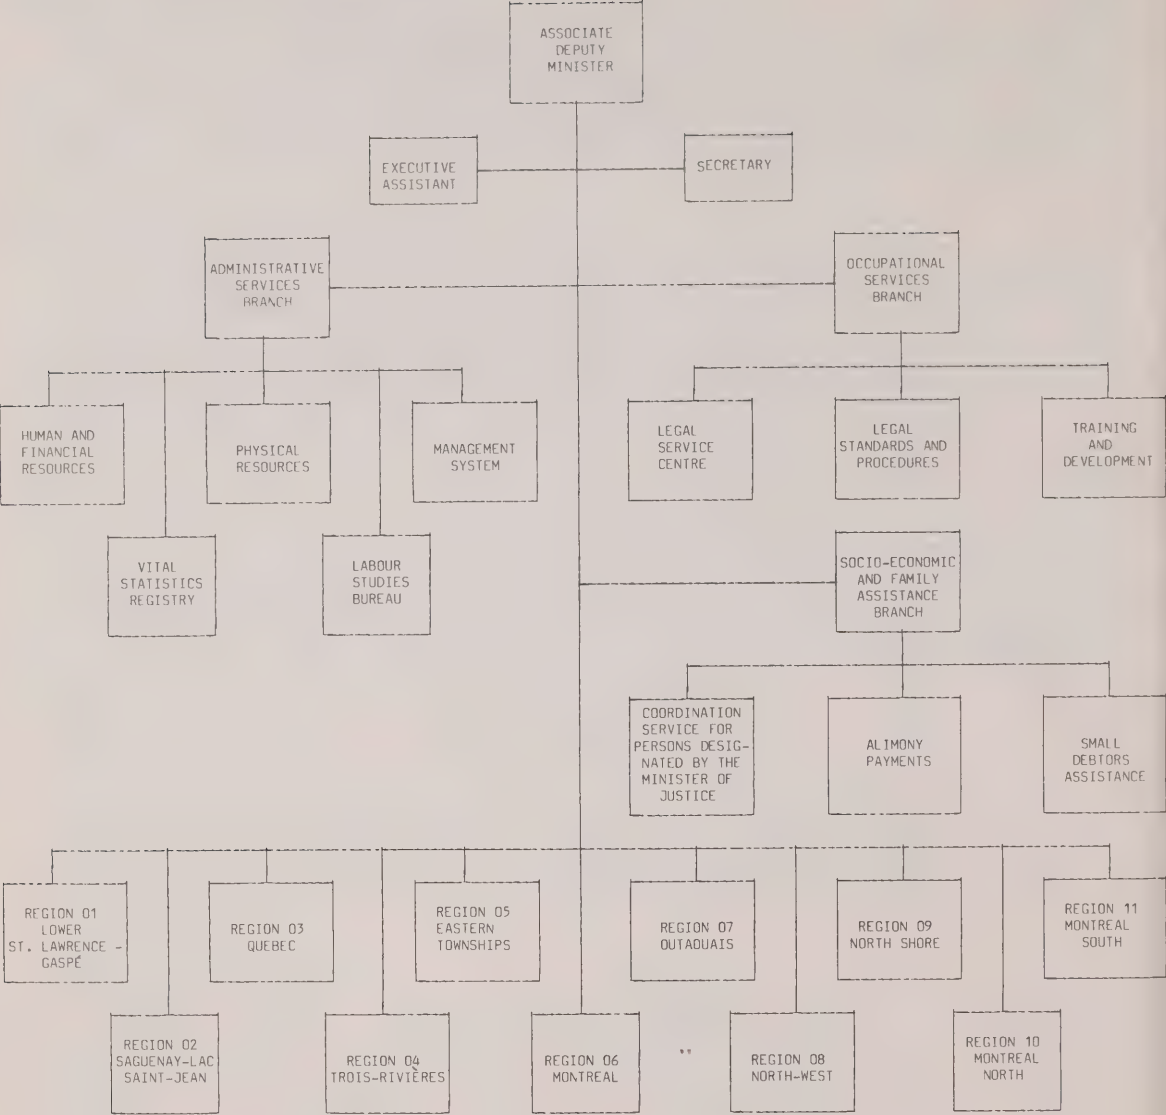 ASSOCIATE
DEPUTY
MINISTER
EXECUTIVE
ASSISTANT
SECRETARY
ADMINISTRATIVE
SERVICES
BRANCH
OCCUPATIONAL
SERVICES
BRANCH
HUMAN AND
FINANCIAL
RESOURCES
PHYSICAL
RESOURCES
MANAGEMENT
SYSTEM
LEGAL
SERVICE
CENTRE
LEGAL
STANDARDS AND
PROCEDURES
TRAINING
AND
DEVELOPMENT
VITAL
STATISTICS
REGISTRY
LABOUR
STUDIES
BUREAU
SOCIO-ECONOMIC
AND FAMILY
ASSISTANCE
BRANCH
COORDINATION
SERVICE FOR
PERSONS DESIG-
NATED BY THE
MINISTER OF
JUSTICE
ALIMONY
PAYMENTS
SMALL
DEBTORS
ASSISTANCE
REGION 01
LOWER
ST. LAWRENCE -
GASPÉ
REGION 03
QUEBEC
REGION 05
EASTERN
TOWNSHIPS
REGION 07
OUTAOUAIS
REGION 09
NORTH SHORE
REGION 11
MONTREAL
SOUTH
REGION 02
SAGUENAY-LAC
SAINT-JEAN
REGION 04
TROIS-RIVIÈRES
REGION 06
MONTREAL
REGION 08
NORTH-WEST
REGION 10
MONTREAL
NORTH